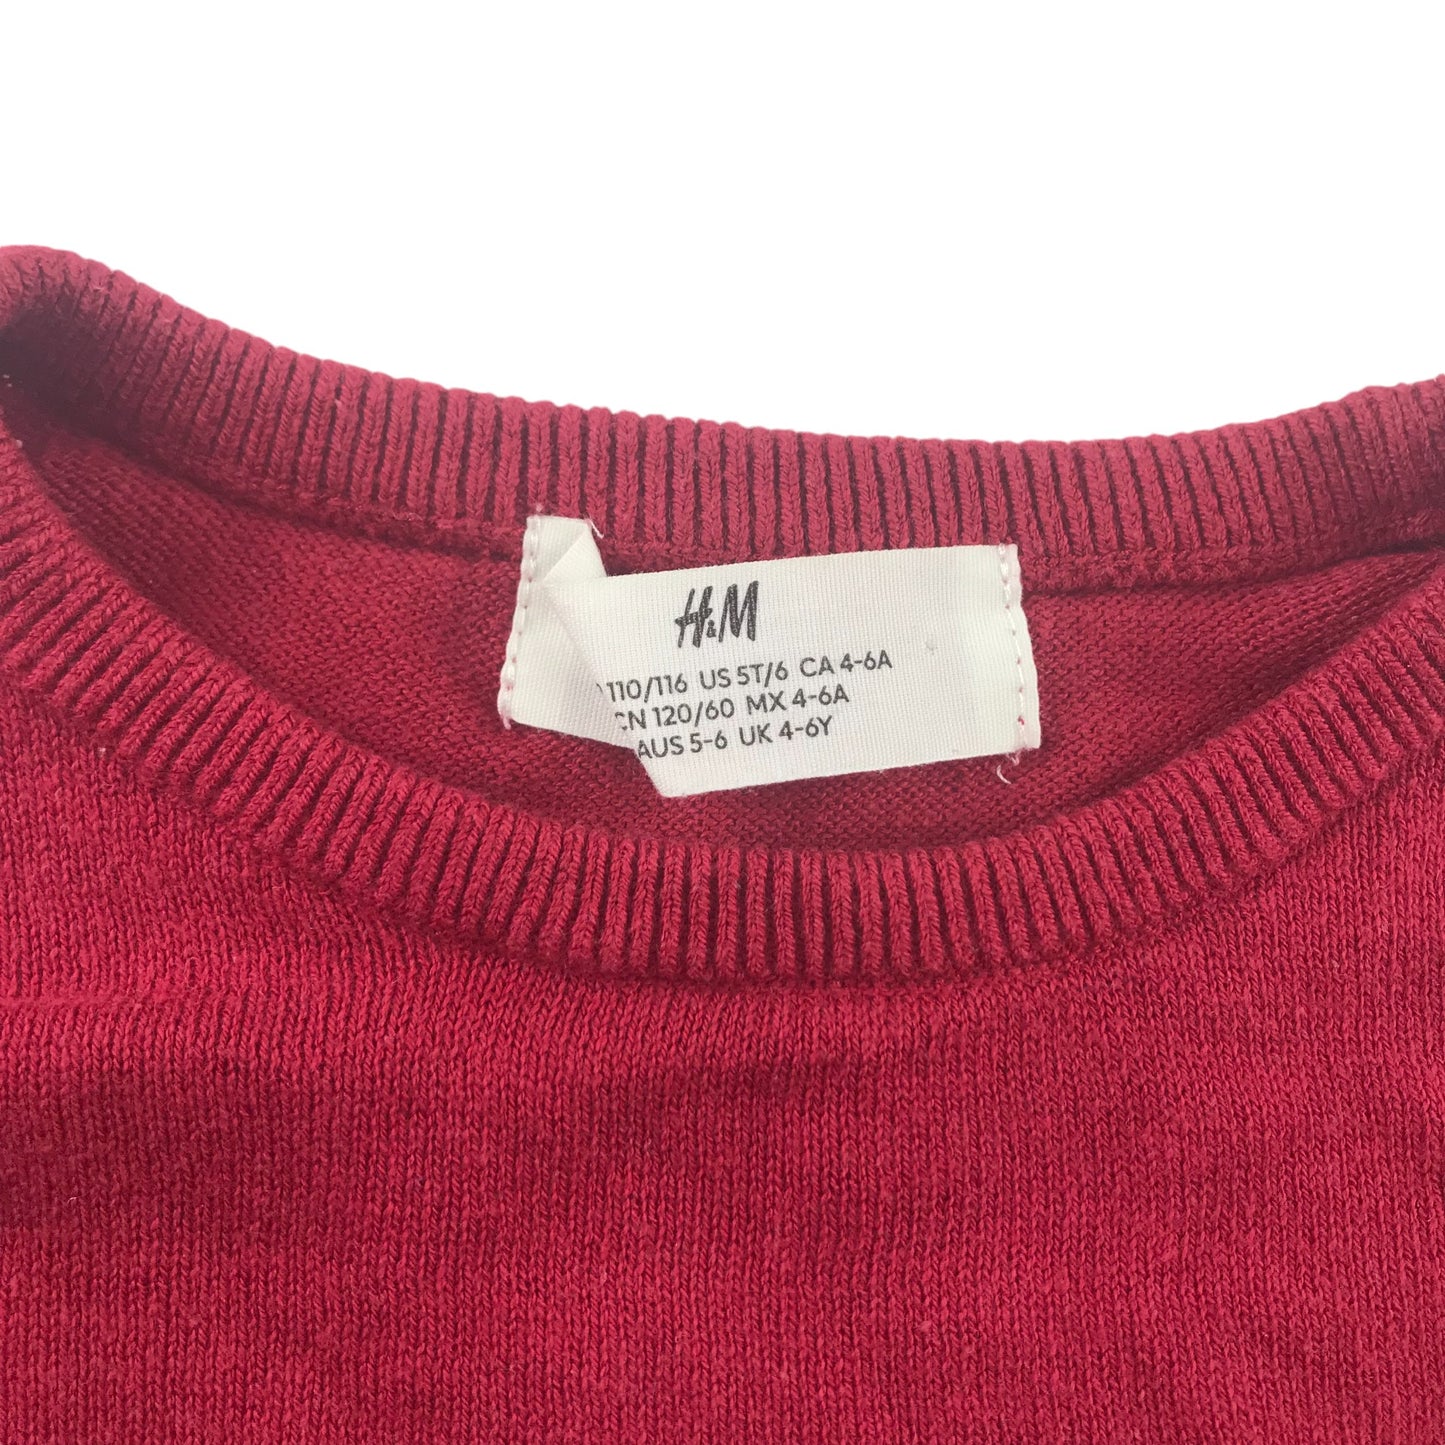 H&M
110/116 US 5T/6 CA 4-6A
CN 120/60 MX 4-6A
AUS 5-6 UK 4-6Y